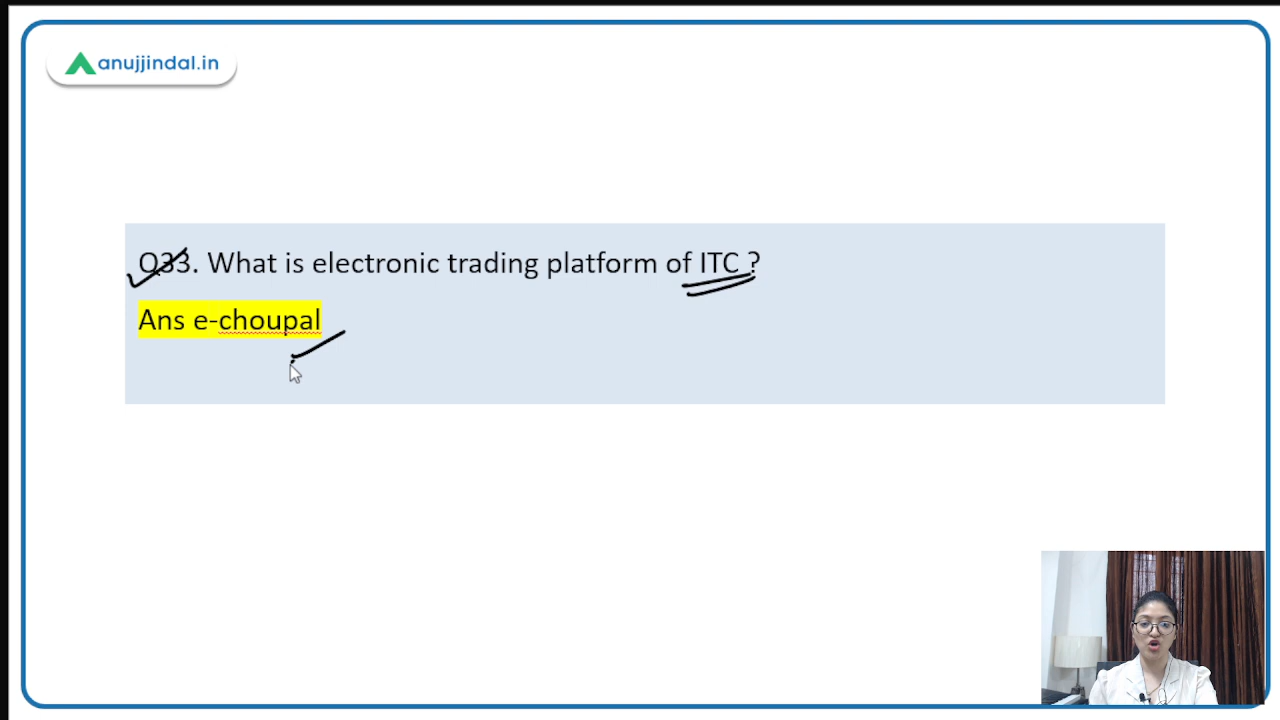 anujjindal.in
Q33. What is electronic trading platform of ITC ?
Ans e-choupal